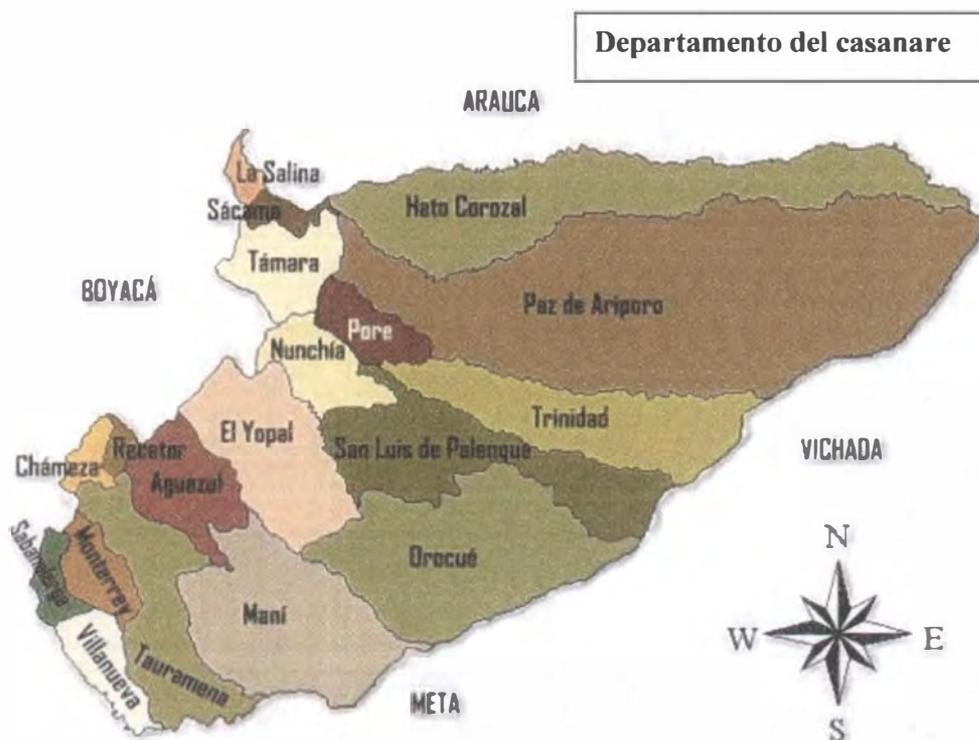 Departamento del casanare
ARAUCA
La Salina
Sácama
Hato Corozal
Támara
BOYACÁ
Paz de Ariporo
Pore
Nunchía
Trinidad
El Yopal
San Luis de Palenque
VICHADA
Recetor
Chámeza
Aguazul
Sabanalarga
Monterrey
Orocué
N
Maní
W
E
Villanueva
Tauramena
META
S